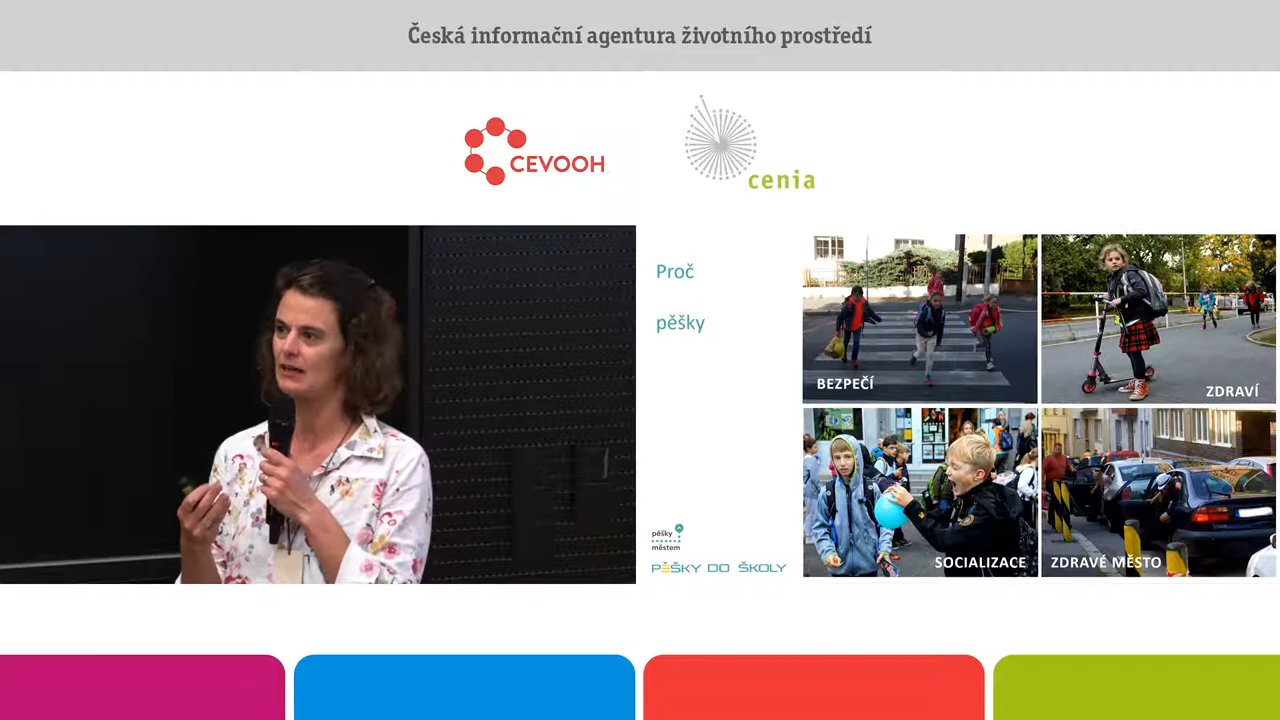 Česká informační agentura životního prostředí
CEVOOH
cenia
Proč
pěšky
BEZPEČÍ
ZDRAVÍ
SOCIALIZACE
ZDRAVÉ MĚSTO
pěšky
městem
PĚŠKY DO ŠKOLY